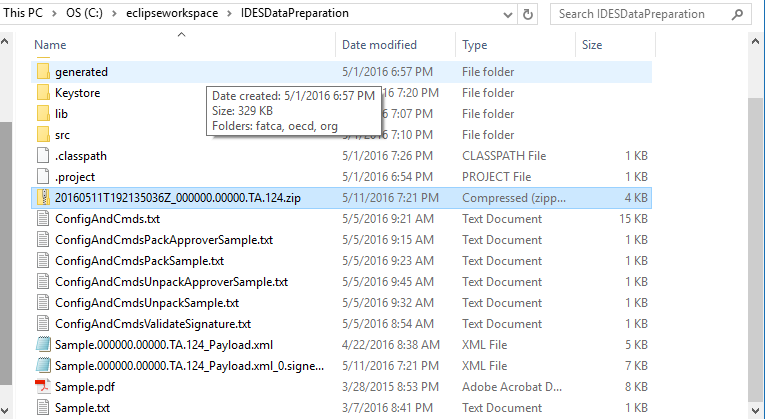 This PC > OS (C:) > eclipseworkspace > IDESDataPreparation
Search IDESDataPreparation
Name Date modified Type Size
generated 5/1/2016 6:57 PM File folder
Keystore /2016 7:20 PM File folder
Date created: 5/1/2016 6:57 PM
Size: 329 KB
Folders: fatca, oecd, org
lib /2016 7:07 PM File folder
src 5/1/2016 7:10 PM File folder
.classpath 5/1/2016 7:26 PM CLASSPATH File 1 KB
.project 5/1/2016 6:54 PM PROJECT File 1 KB
20160511T192135036Z_000000.00000.TA.124.zip 5/11/2016 7:21 PM Compressed (zipp... 4 KB
ConfigAndCmds.txt 5/5/2016 9:21 AM Text Document 15 KB
ConfigAndCmdsPackApproverSample.txt 5/5/2016 9:15 AM Text Document 1 KB
ConfigAndCmdsPackSample.txt 5/5/2016 9:23 AM Text Document 1 KB
ConfigAndCmdsUnpackApproverSample.txt 5/5/2016 9:45 AM Text Document 1 KB
ConfigAndCmdsUnpackSample.txt 5/5/2016 9:32 AM Text Document 1 KB
ConfigAndCmdsValidateSignature.txt 5/5/2016 8:54 AM Text Document 1 KB
Sample.000000.00000.TA.124_Payload.xml 4/22/2016 8:38 AM XML File 5 KB
Sample.000000.00000.TA.124_Payload.xml_0.signe... 5/11/2016 7:21 PM XML File 7 KB
Sample.pdf 3/28/2015 8:53 PM Adobe Acrobat D... 8 KB
Sample.txt 3/7/2016 8:41 PM Text Document 1 KB